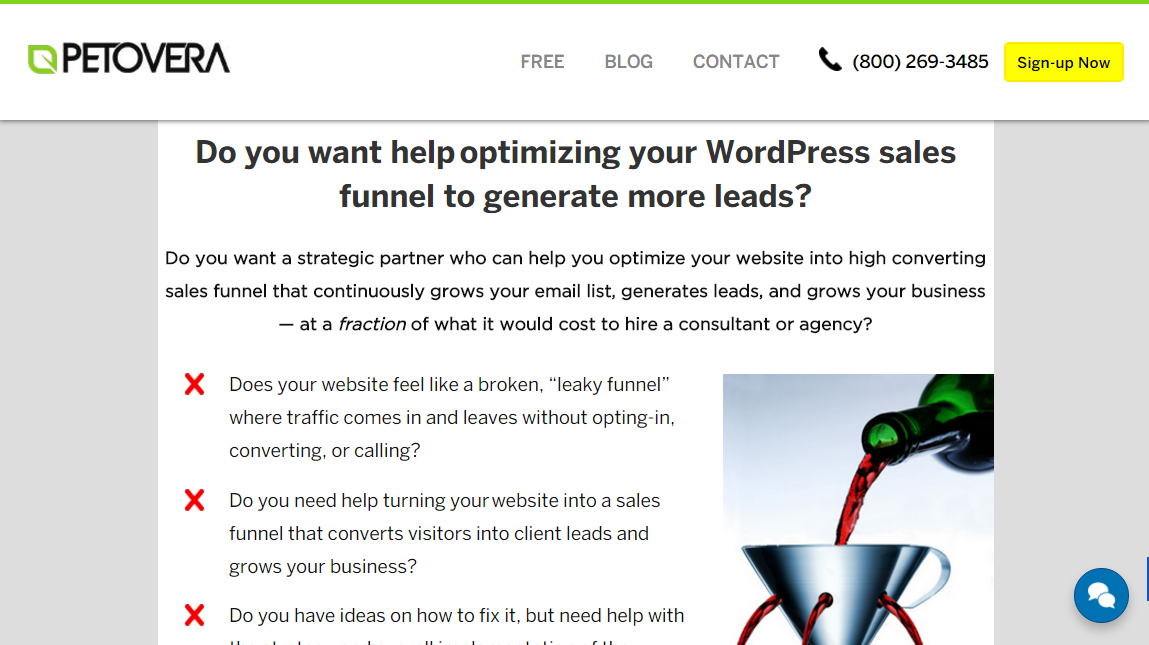 PETOVERA
FREE
BLOG
CONTACT
(800) 269-3485
Sign-up Now
Do you want help optimizing your WordPress sales
funnel to generate more leads?
Do you want a strategic partner who can help you optimize your website into high converting
sales funnel that continuously grows your email list, generates leads, and grows your business
— at a fraction of what it would cost to hire a consultant or agency?
Does your website feel like a broken, “leaky funnel”
where traffic comes in and leaves without opting-in,
converting, or calling?
Do you need help turning your website into a sales
funnel that converts visitors into client leads and
grows your business?
Do you have ideas on how to fix it, but need help with